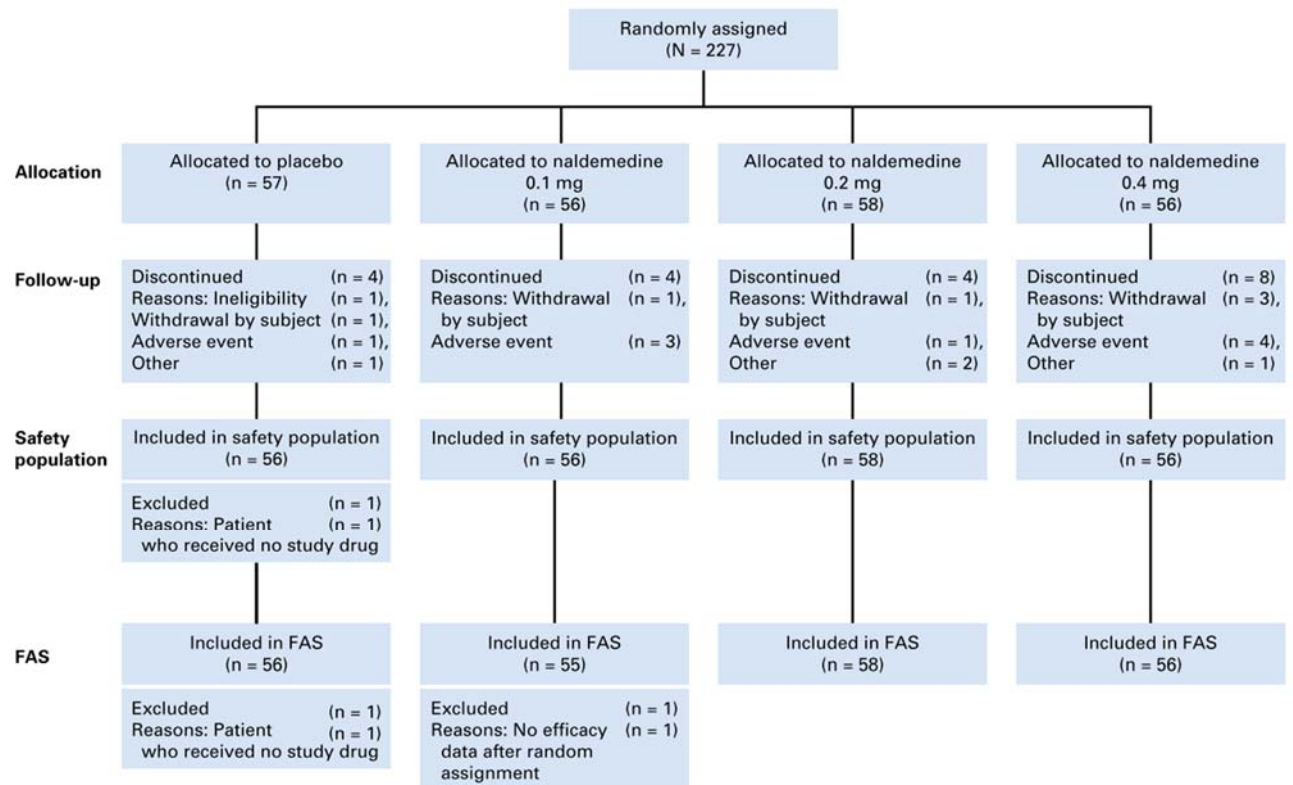 Randomly assigned
(N = 227)
Allocation
Allocated to placebo
(n = 57)
Allocated to naldemedine
0.1 mg
(n = 56)
Allocated to naldemedine
0.2 mg
(n = 58)
Allocated to naldemedine
0.4 mg
(n = 56)
Follow-up
Discontinued (n = 4)
Reasons: Ineligibility (n = 1),
Withdrawal by subject (n = 1),
Adverse event (n = 1),
Other (n = 1)
Discontinued (n = 4)
Reasons: Withdrawal (n = 1),
by subject
Adverse event (n = 3)
Discontinued (n = 4)
Reasons: Withdrawal (n = 1),
by subject
Adverse event (n = 1),
Other (n = 2)
Discontinued (n = 8)
Reasons: Withdrawal (n = 3),
by subject
Adverse event (n = 4),
Other (n = 1)
Safety
population
Included in safety population
(n = 56)
Excluded (n = 1)
Reasons: Patient (n = 1)
who received no study drug
Included in safety population
(n = 56)
Included in safety population
(n = 58)
Included in safety population
(n = 56)
FAS
Included in FAS
(n = 56)
Excluded (n = 1)
Reasons: Patient (n = 1)
who received no study drug
Included in FAS
(n = 55)
Excluded (n = 1)
Reasons: No efficacy (n = 1)
data after random
assignment
Included in FAS
(n = 58)
Included in FAS
(n = 56)